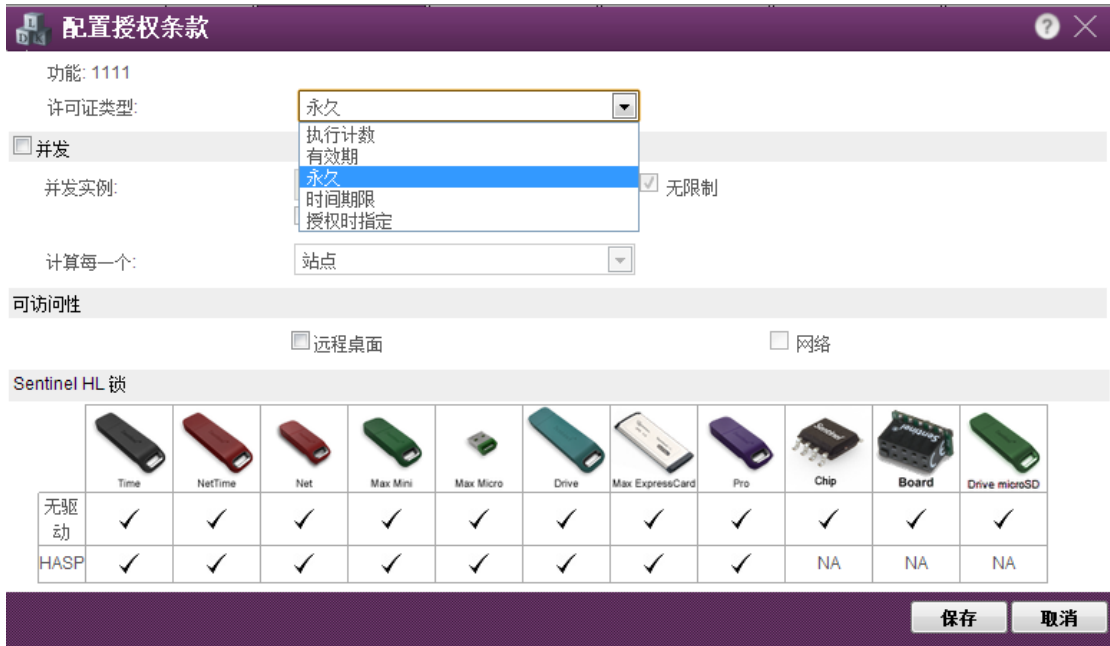 配置授权条款
功能: 1111
许可证类型: 永久
执行计数
有效期
永久
时间期限
授权时指定
并发
并发实例: 无限制
计算每一个: 站点
可访问性
远程桌面 网络
Sentinel HL 锁
Time NetTime Net Max Mini Max Micro Drive Max ExpressCard Pro Chip Board Drive microSD
无驱动
HASP NA NA NA
保存 取消